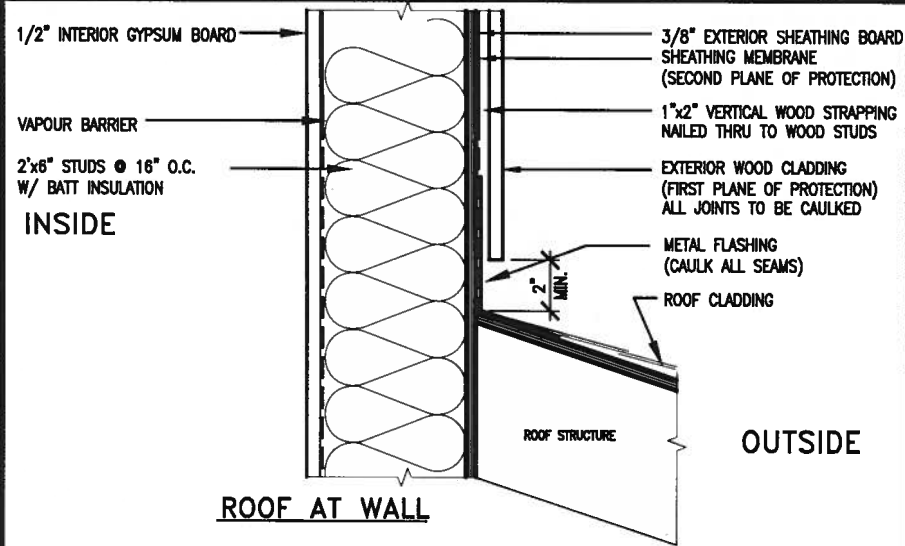 1/2" INTERIOR GYPSUM BOARD
VAPOUR BARRIER
2'x6" STUDS @ 16" O.C.
W/ BATT INSULATION
INSIDE
3/8" EXTERIOR SHEATHING BOARD
SHEATHING MEMBRANE
(SECOND PLANE OF PROTECTION)
1"x2" VERTICAL WOOD STRAPPING
NAILED THRU TO WOOD STUDS
EXTERIOR WOOD CLADDING
(FIRST PLANE OF PROTECTION)
ALL JOINTS TO BE CAULKED
METAL FLASHING
(CAULK ALL SEAMS)
2"
MIN.
ROOF CLADDING
ROOF STRUCTURE
OUTSIDE
ROOF AT WALL